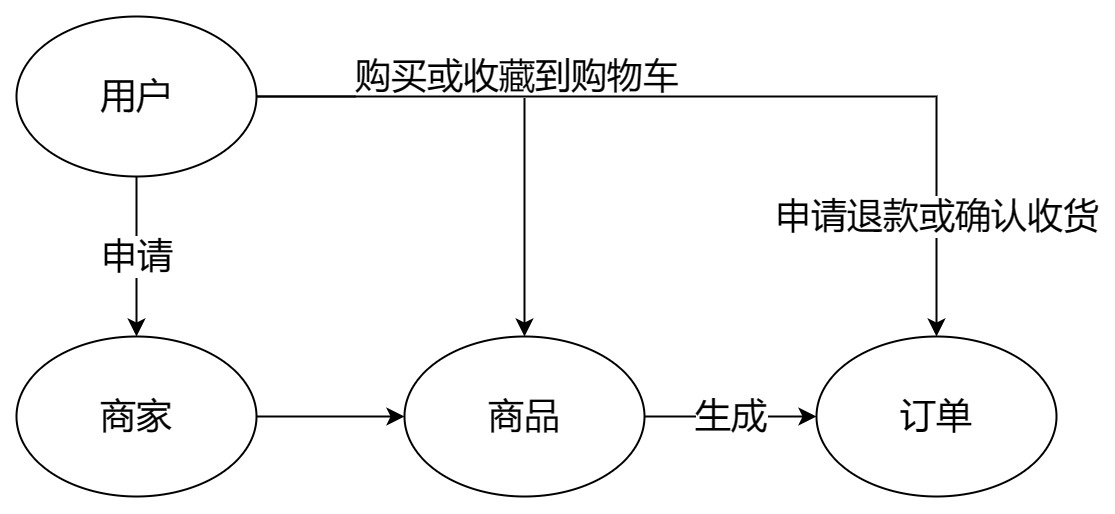 购买或收藏到购物车
用户
申请退款或确认收货
申请
商家
商品
生成
订单